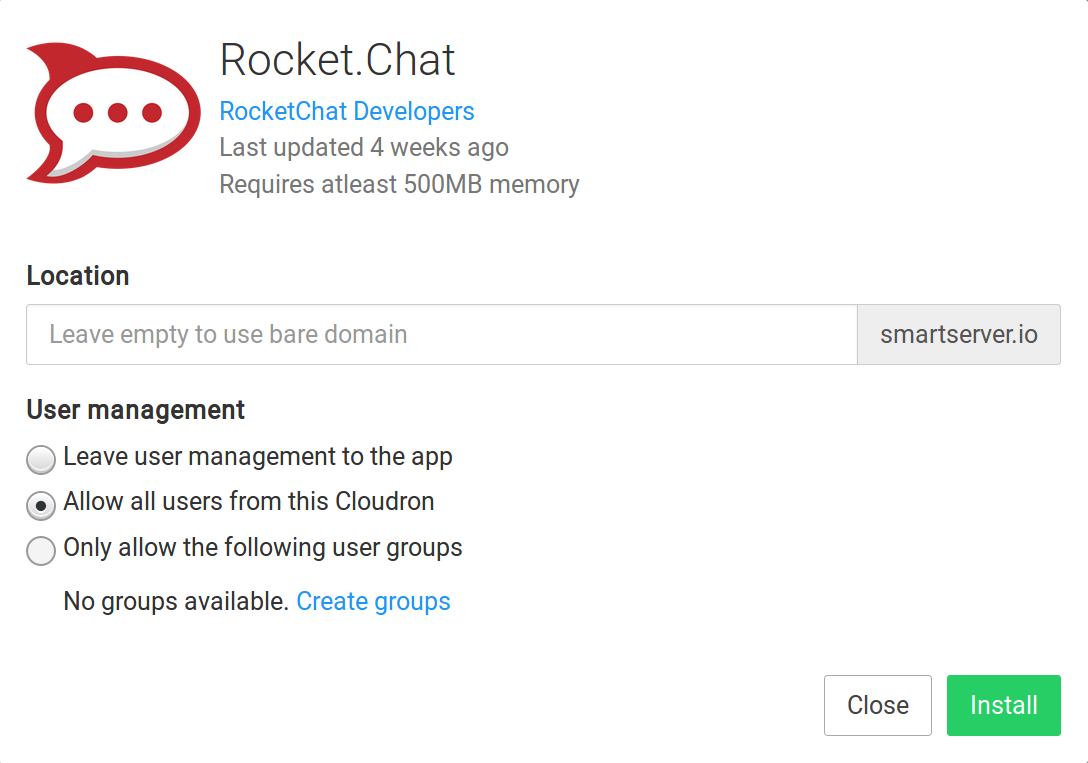 Rocket.Chat
RocketChat Developers
Last updated 4 weeks ago
Requires atleast 500MB memory
Location
Leave empty to use bare domain smartserver.io
User management
Leave user management to the app
Allow all users from this Cloudron
Only allow the following user groups
No groups available. Create groups
Close Install